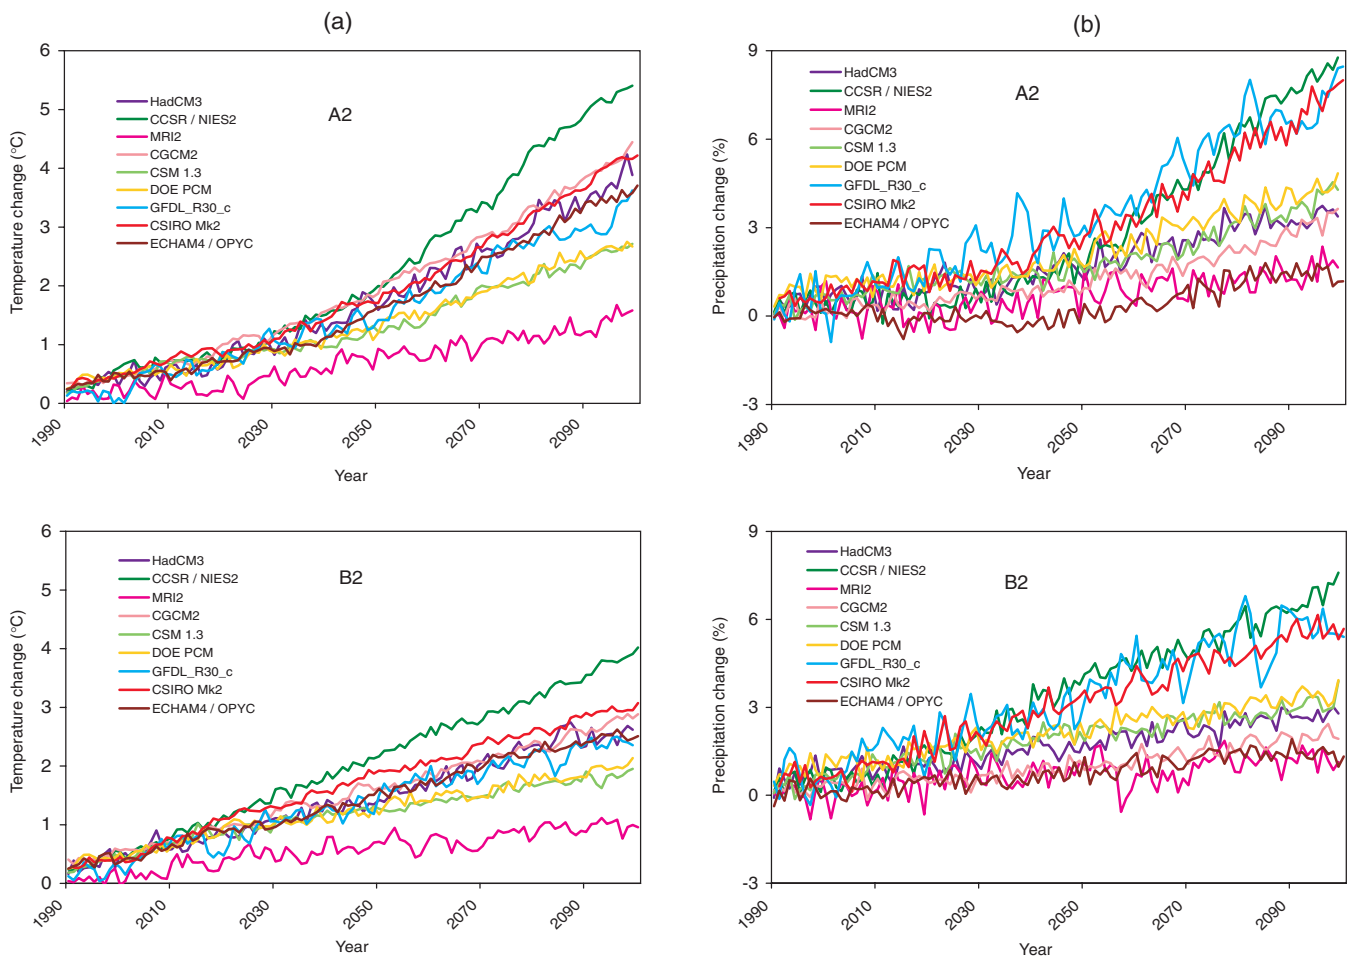 (a)
(b)
6
5
4
3
2
1
0
Temperature change (°C)
A2
HadCM3
CCSR / NIES2
MRI2
CGCM2
CSM 1.3
DOE PCM
GFDL_R30_c
CSIRO Mk2
ECHAM4 / OPYC
1990
2010
2030
2050
2070
2090
Year
9
6
3
0
-3
Precipitation change (%)
A2
HadCM3
CCSR / NIES2
MRI2
CGCM2
CSM 1.3
DOE PCM
GFDL_R30_c
CSIRO Mk2
ECHAM4 / OPYC
1990
2010
2030
2050
2070
2090
Year
6
5
4
3
2
1
0
Temperature change (°C)
B2
HadCM3
CCSR / NIES2
MRI2
CGCM2
CSM 1.3
DOE PCM
GFDL_R30_c
CSIRO Mk2
ECHAM4 / OPYC
1990
2010
2030
2050
2070
2090
Year
9
6
3
0
-3
Precipitation change (%)
B2
HadCM3
CCSR / NIES2
MRI2
CGCM2
CSM 1.3
DOE PCM
GFDL_R30_c
CSIRO Mk2
ECHAM4 / OPYC
1990
2010
2030
2050
2070
2090
Year